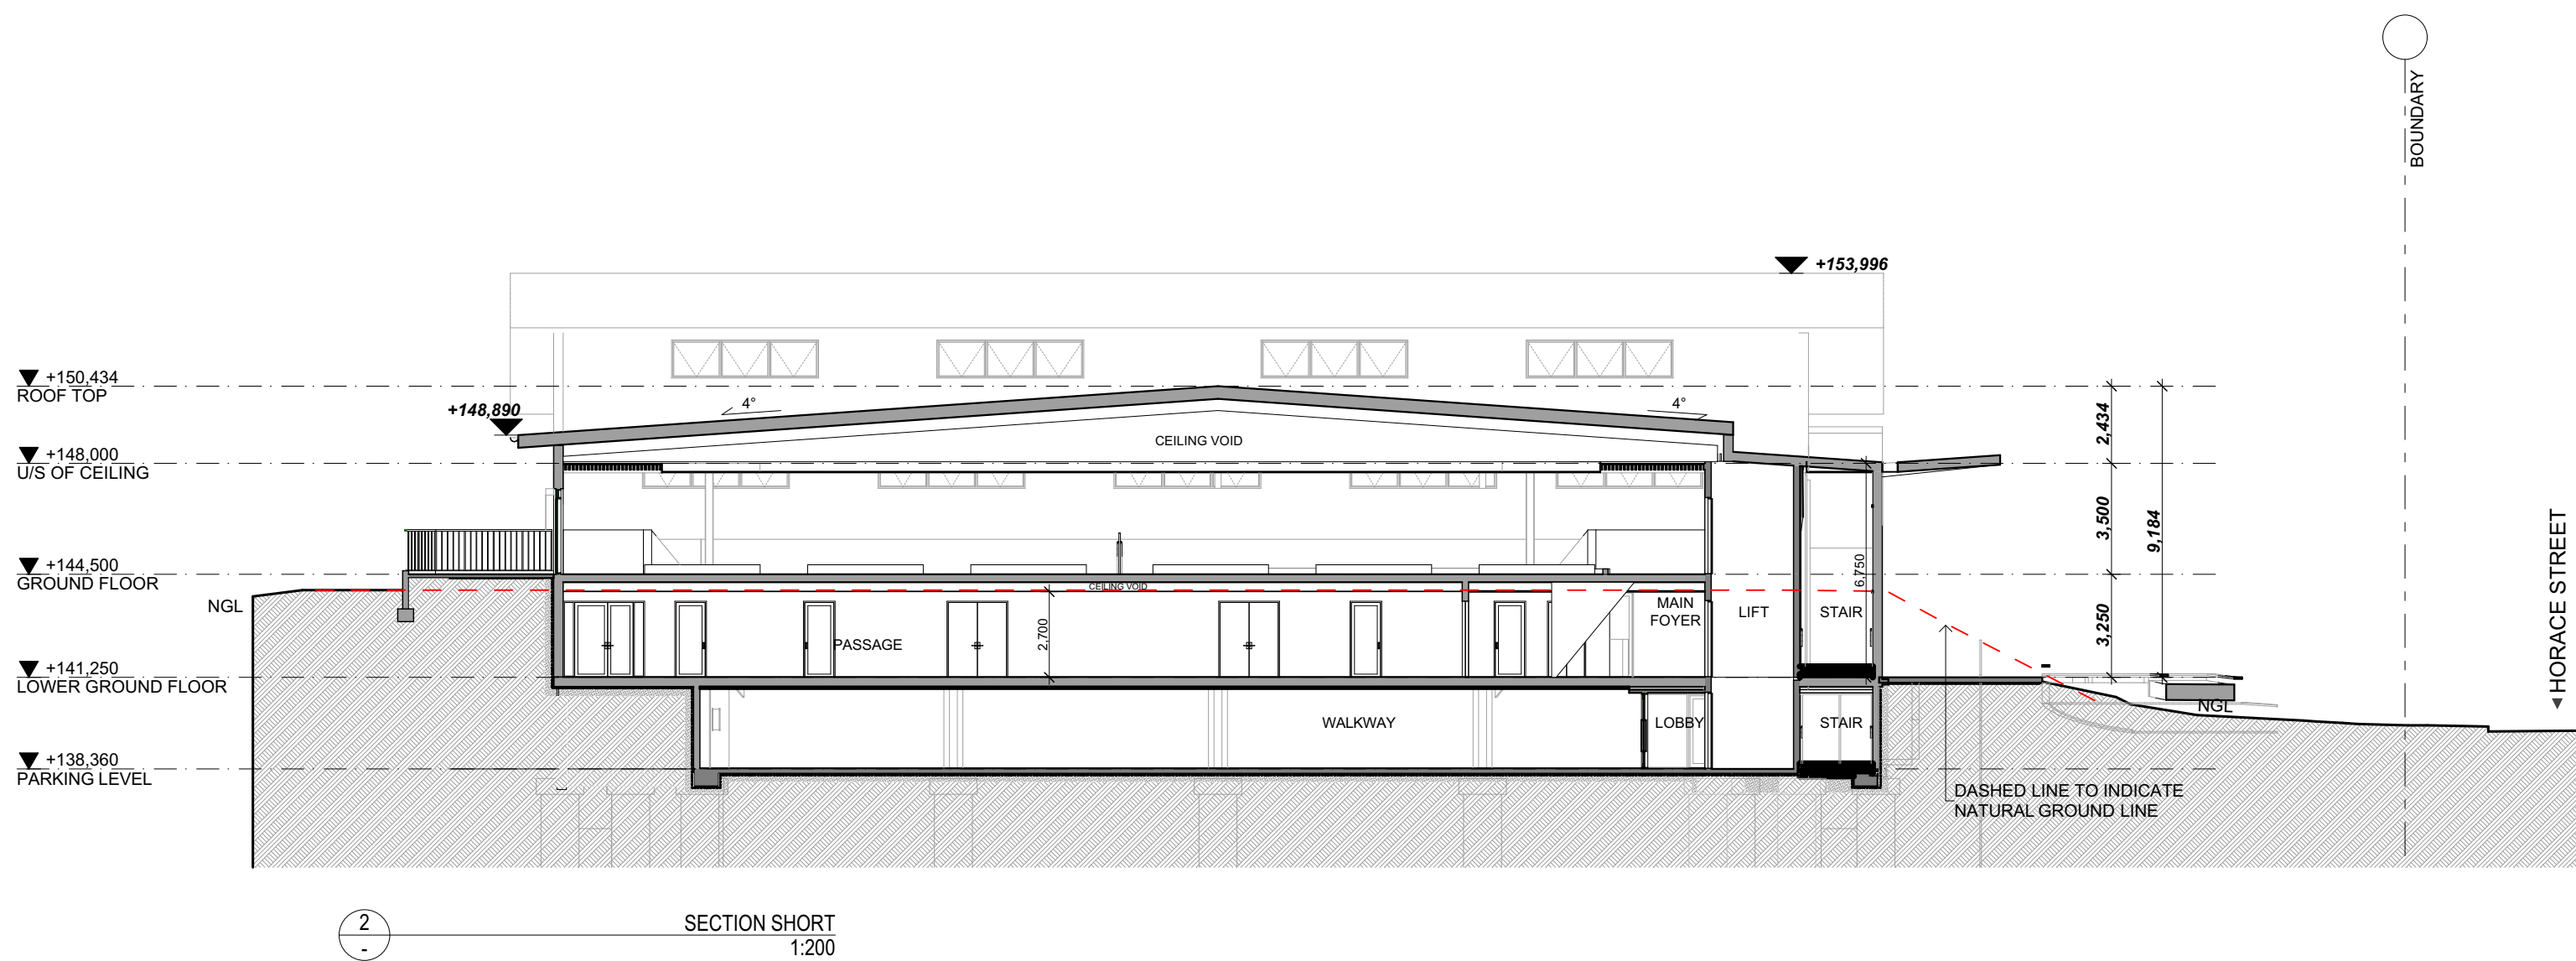 BOUNDARY
+153,996
+150,434
ROOF TOP
+148,890
4°
4°
CEILING VOID
+148,000
U/S OF CEILING
2,434
3,500
9,184
3,250
+144,500
GROUND FLOOR
CEILING VOID
6,750
NGL
2,700
PASSAGE
MAIN
FOYER
LIFT
STAIR
+141,250
LOWER GROUND FLOOR
WALKWAY
LOBBY
STAIR
NGL
HORACE STREET
+138,360
PARKING LEVEL
DASHED LINE TO INDICATE
NATURAL GROUND LINE
2
-
SECTION SHORT
1:200